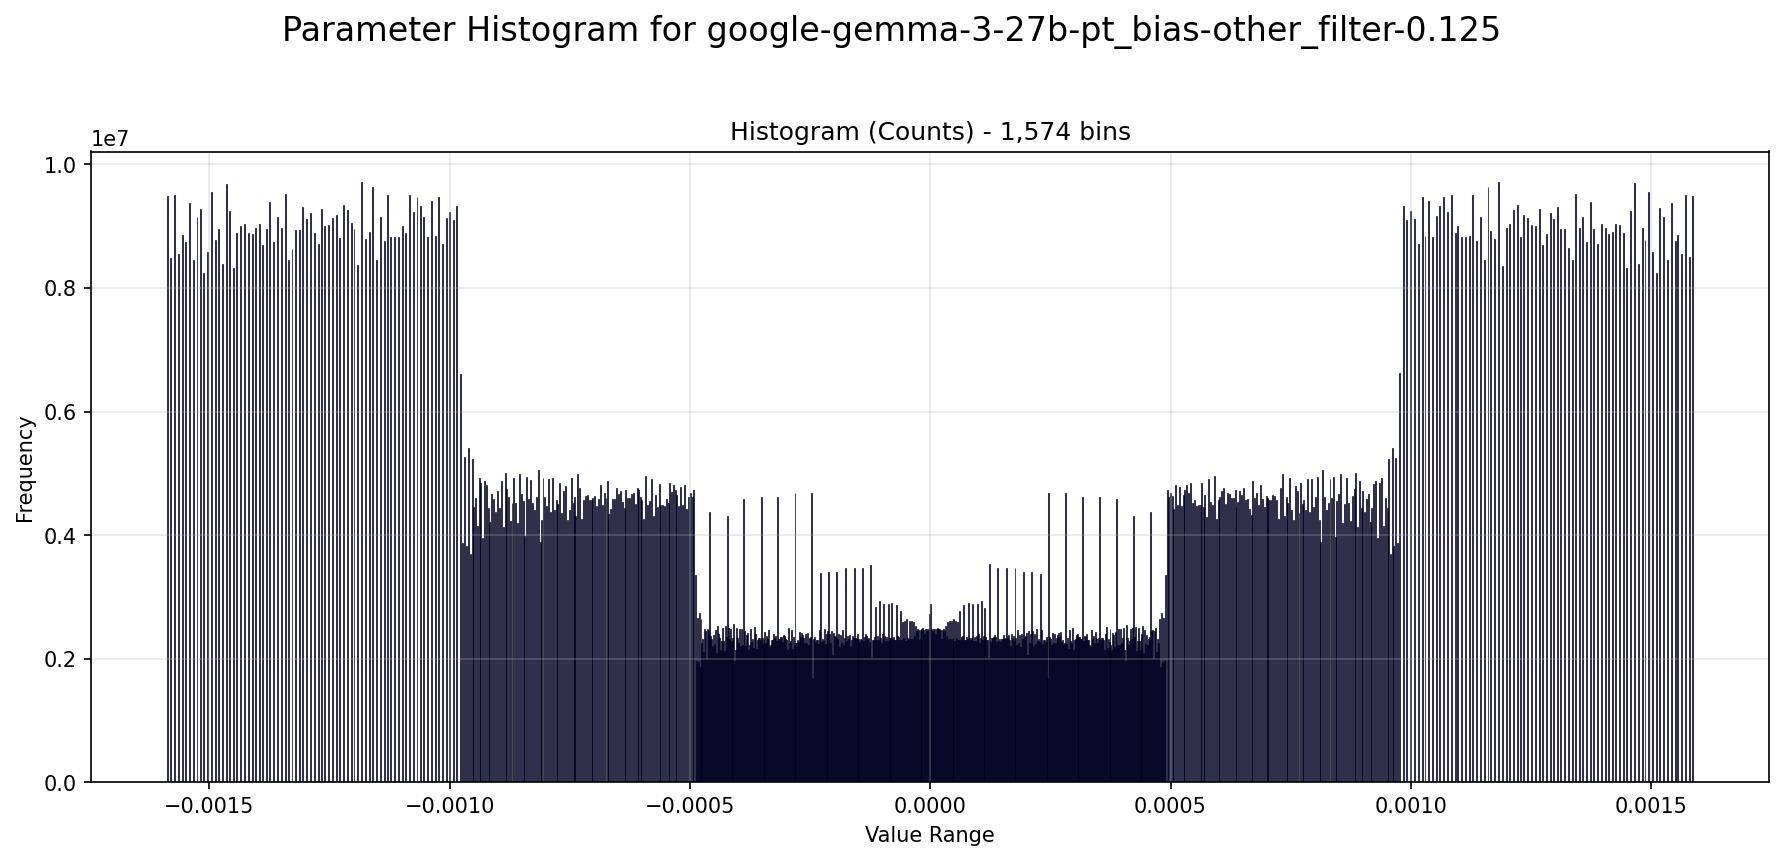 Parameter Histogram for google-gemma-3-27b-pt_bias-other_filter-0.125
Histogram (Counts) - 1,574 bins
1e7
1.0
0.8
0.6
0.4
0.2
0.0
Frequency
−0.0015 −0.0010 −0.0005 0.0000 0.0005 0.0010 0.0015
Value Range